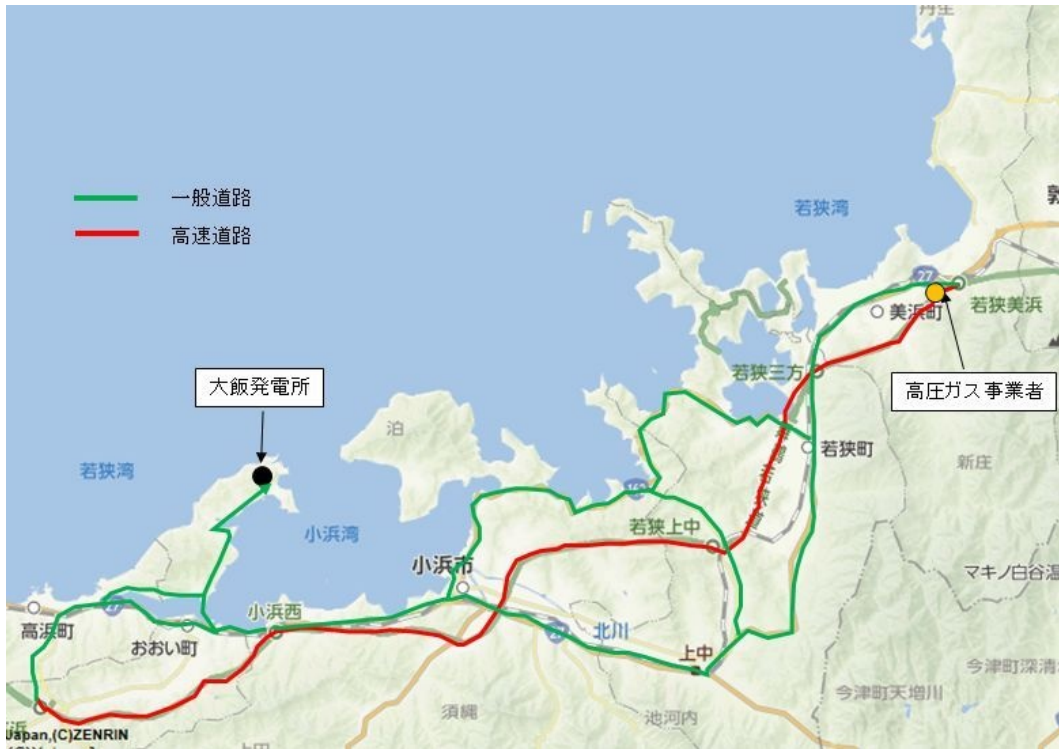 丹生
一般道路
高速道路
若狭湾
敦
27
若狭美浜
美浜町
大飯発電所
若狭三方
高圧ガス事業者
泊
若狭町
新庄
若狭湾
162
小浜湾
若狭上中
小浜市
マキノ白谷温
27
小浜西
高浜町
おおい町
27
北川
上中
今津町深清
今津町天増川
須縄
池河内
浜
Japan,(C)ZENRIN
上田